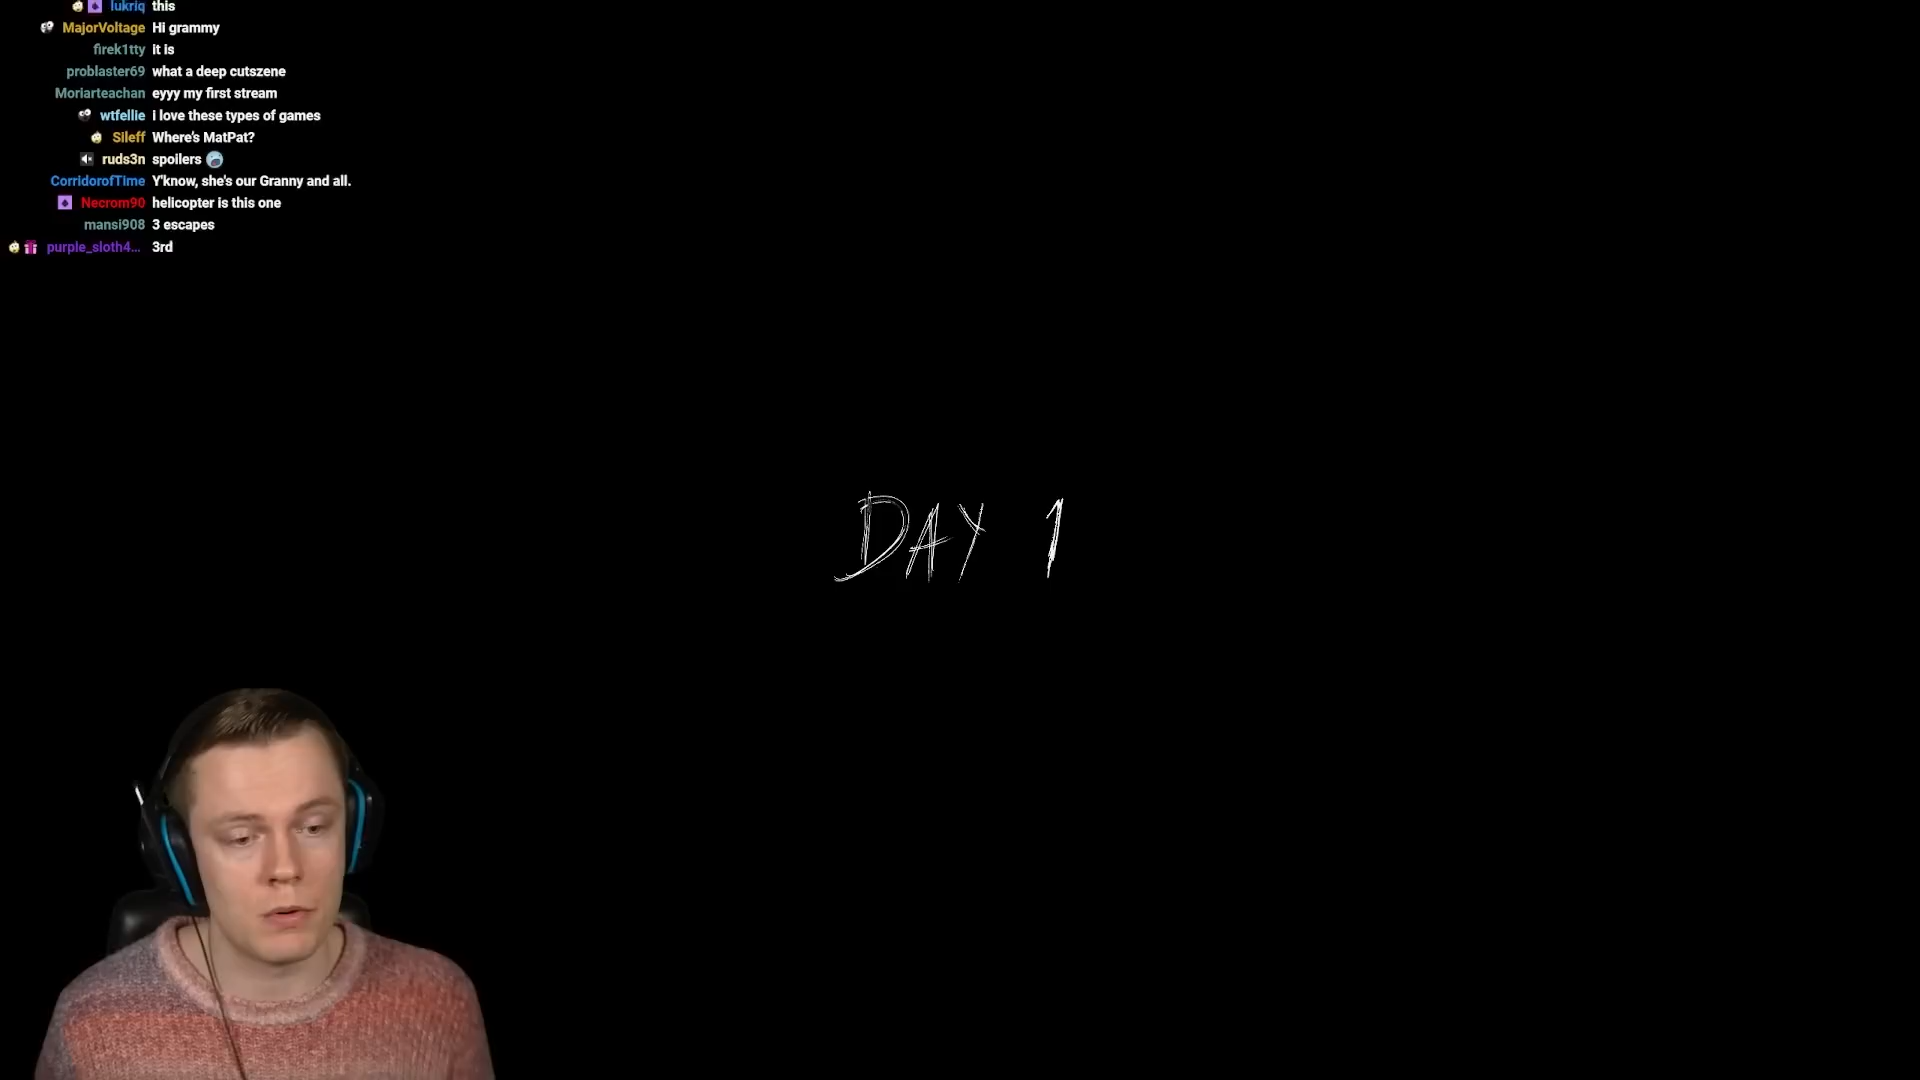 lukriq this
MajorVoltage Hi grammy
firek1tty it is
problaster69 what a deep cutszene
Moriarteachan eyyy my first stream
wtfellie i love these types of games
Sileff Where's MatPat?
ruds3n spoilers
CorridorofTime Y'know, she's our Granny and all.
Necrom90 helicopter is this one
mansi908 3 escapes
purple_sloth4... 3rd
DAY 1